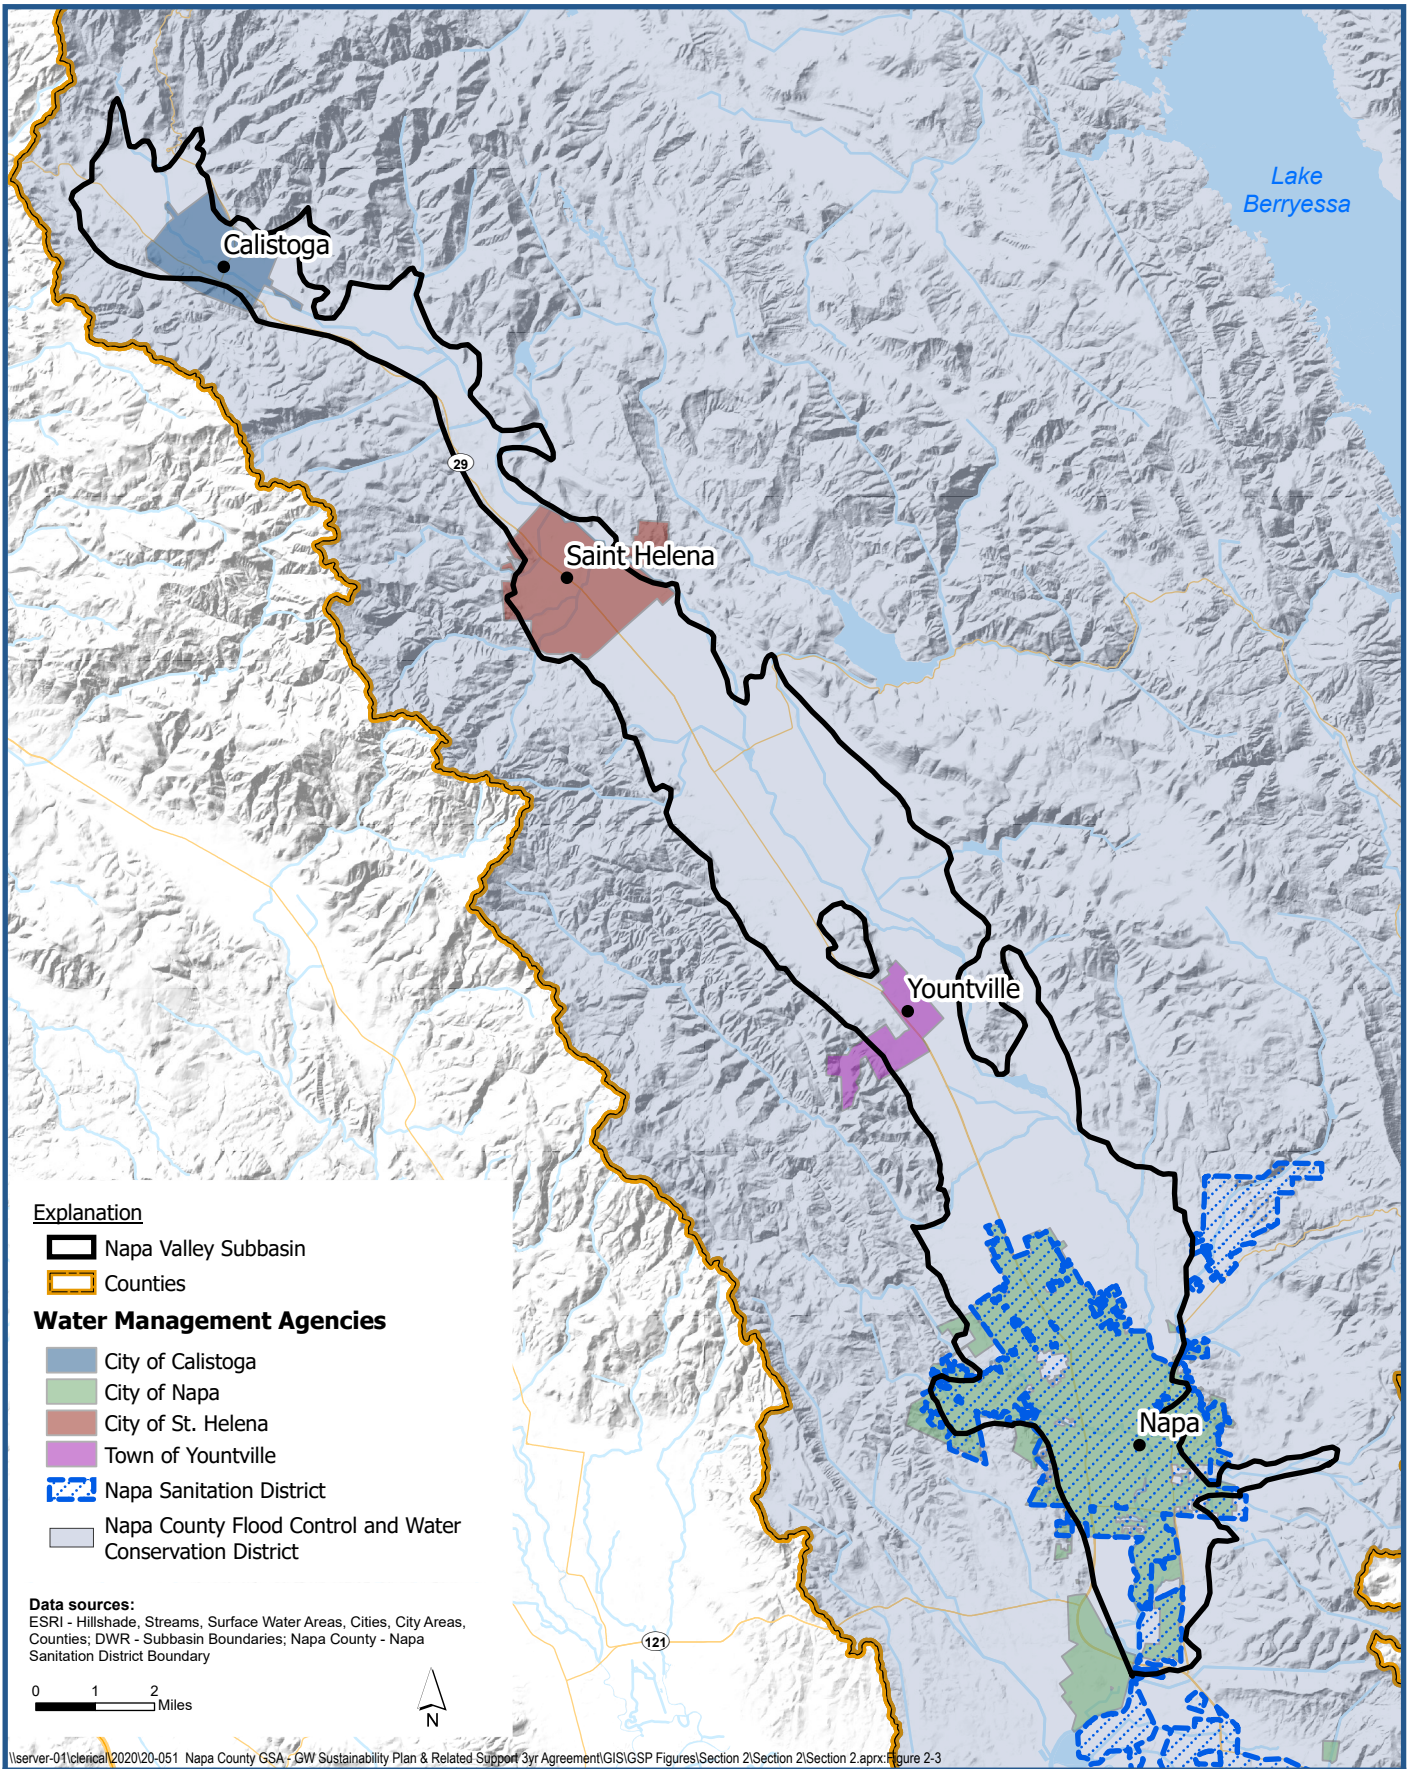 Lake
Berryessa
Calistoga
29
Saint Helena
Yountville
Napa
121
Explanation
Napa Valley Subbasin
Counties
Water Management Agencies
City of Calistoga
City of Napa
City of St. Helena
Town of Yountville
Napa Sanitation District
Napa County Flood Control and Water
Conservation District
Data sources:
ESRI - Hillshade, Streams, Surface Water Areas, Cities, City Areas,
Counties; DWR - Subbasin Boundaries; Napa County - Napa
Sanitation District Boundary
0 1 2
Miles
N
\\server-01\clerical\2020\20-051 Napa County GSA - GW Sustainability Plan & Related Support 3yr Agreement\GIS\GSP Figures\Section 2\Section 2\Section 2.aprx:Figure 2-3